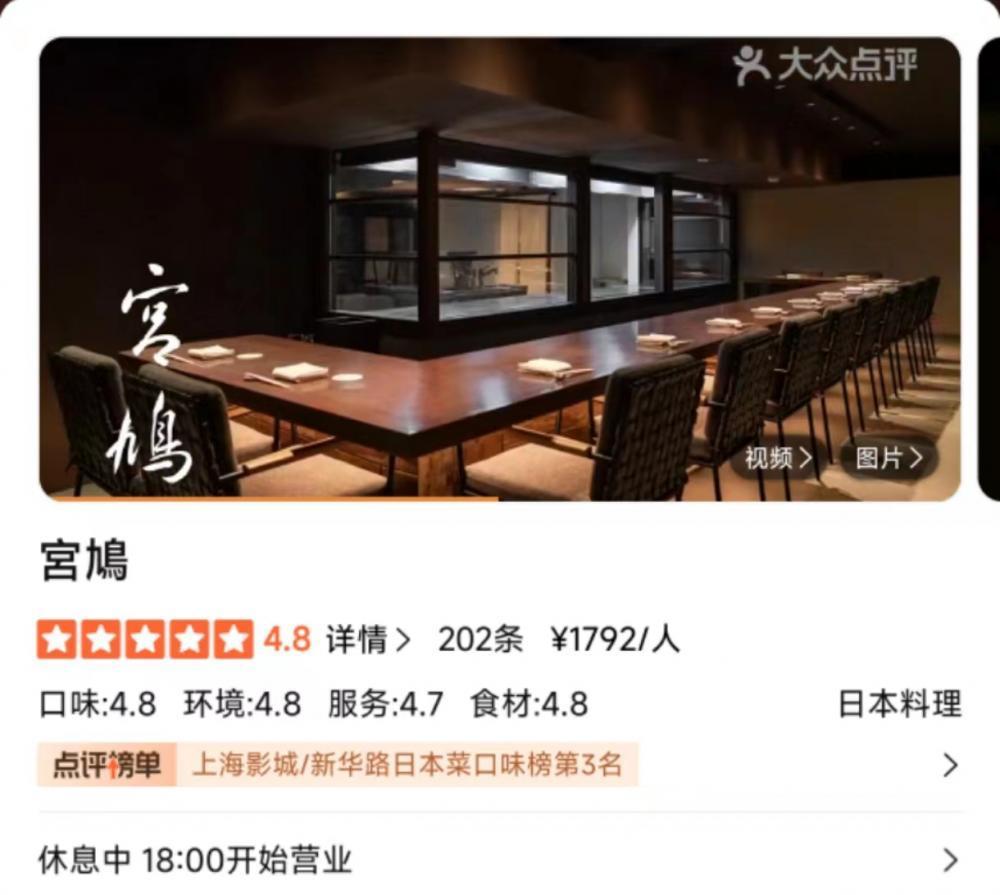 大众点评
宮
鳩
视频 图片
宮鳩
4.8 详情 202条 ¥1792/人
口味:4.8 环境:4.8 服务:4.7 食材:4.8 日本料理
点评榜单 上海影城/新华路日本菜口味榜第3名
休息中 18:00开始营业